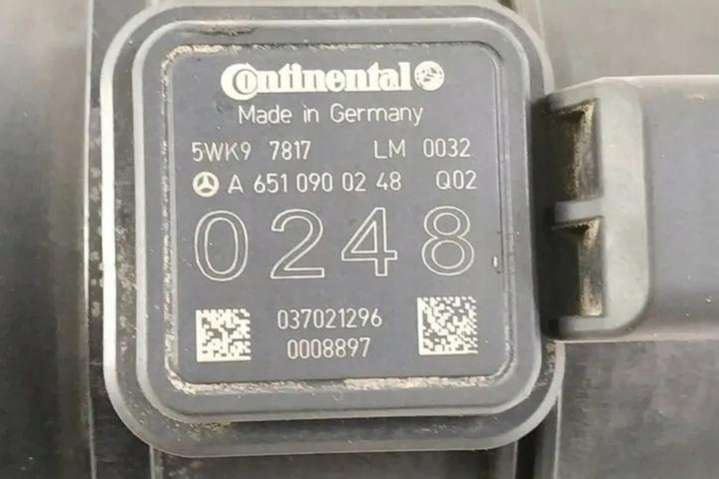 Continental
Made in Germany
5WK9 7817 LM 0032
A 651 090 02 48 Q02
0248
037021296
0008897